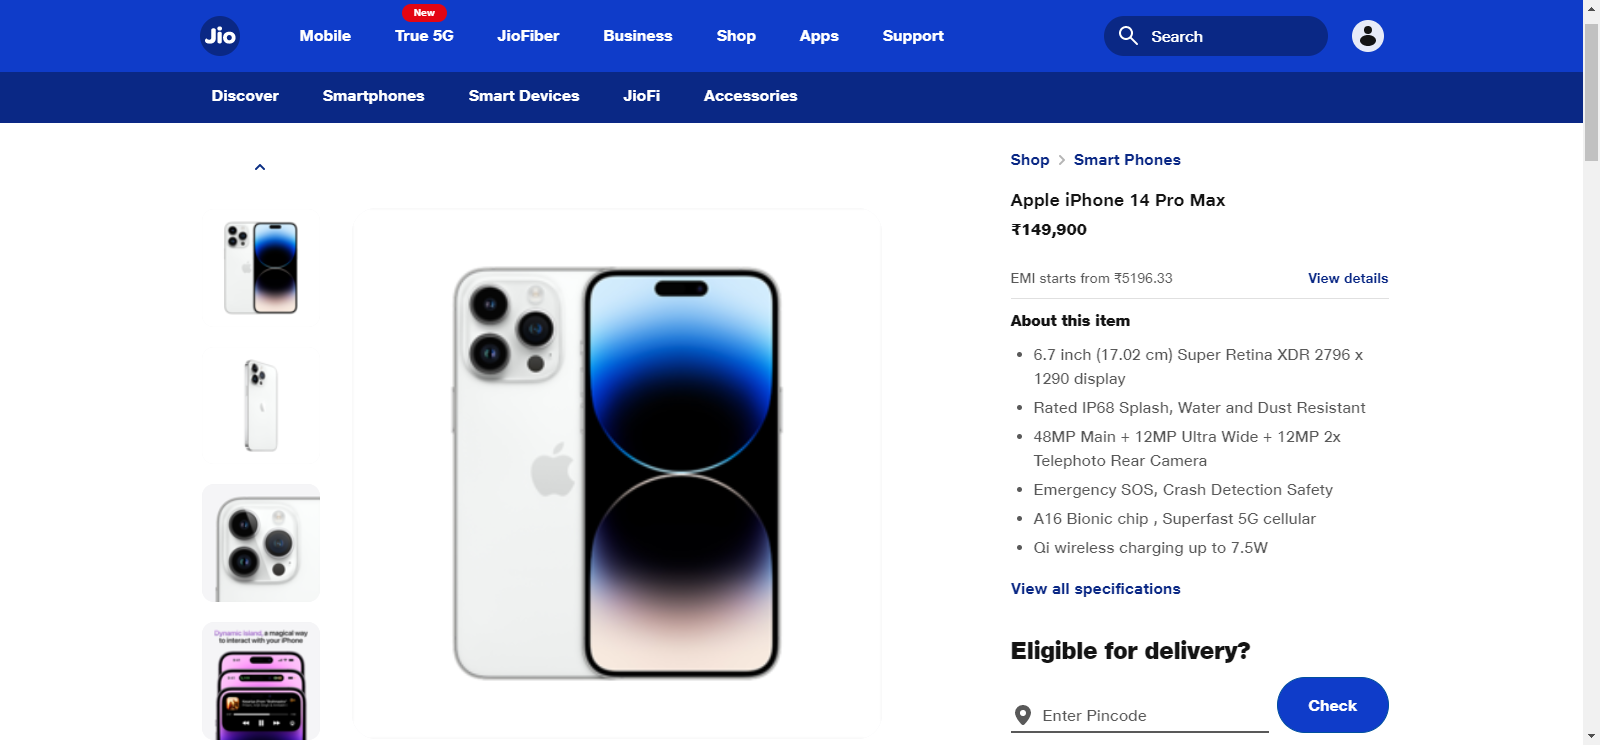 New
Jio
Mobile
True 5G
JioFiber
Business
Shop
Apps
Support
Search
Discover
Smartphones
Smart Devices
JioFi
Accessories
Shop > Smart Phones
Apple iPhone 14 Pro Max
₹149,900
EMI starts from ₹5196.33
View details
About this item
• 6.7 inch (17.02 cm) Super Retina XDR 2796 x
1290 display
• Rated IP68 Splash, Water and Dust Resistant
• 48MP Main + 12MP Ultra Wide + 12MP 2x
Telephoto Rear Camera
• Emergency SOS, Crash Detection Safety
• A16 Bionic chip , Superfast 5G cellular
• Qi wireless charging up to 7.5W
View all specifications
Eligible for delivery?
Enter Pincode
Check
Dynamic Island, a magical way
to interact with your iPhone